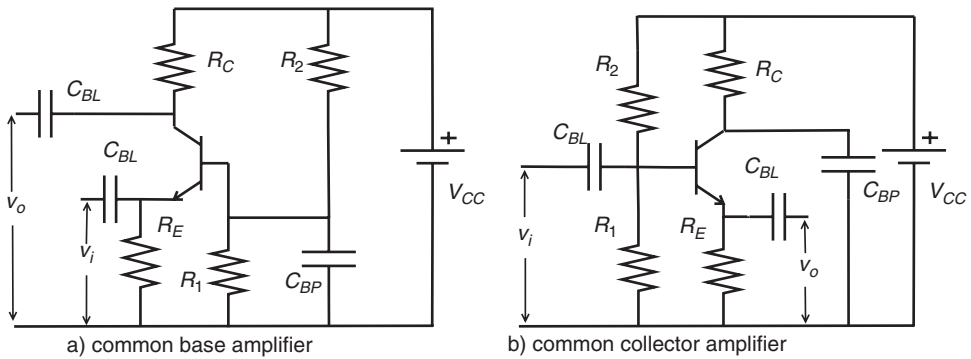 R_C
R_2
C_BL
C_BL
+
V_CC
v_o
v_i
R_E
R_1
C_BP
a) common base amplifier
R_2
R_C
C_BL
+
C_BL
C_BP
V_CC
v_i
R_1
R_E
v_o
b) common collector amplifier